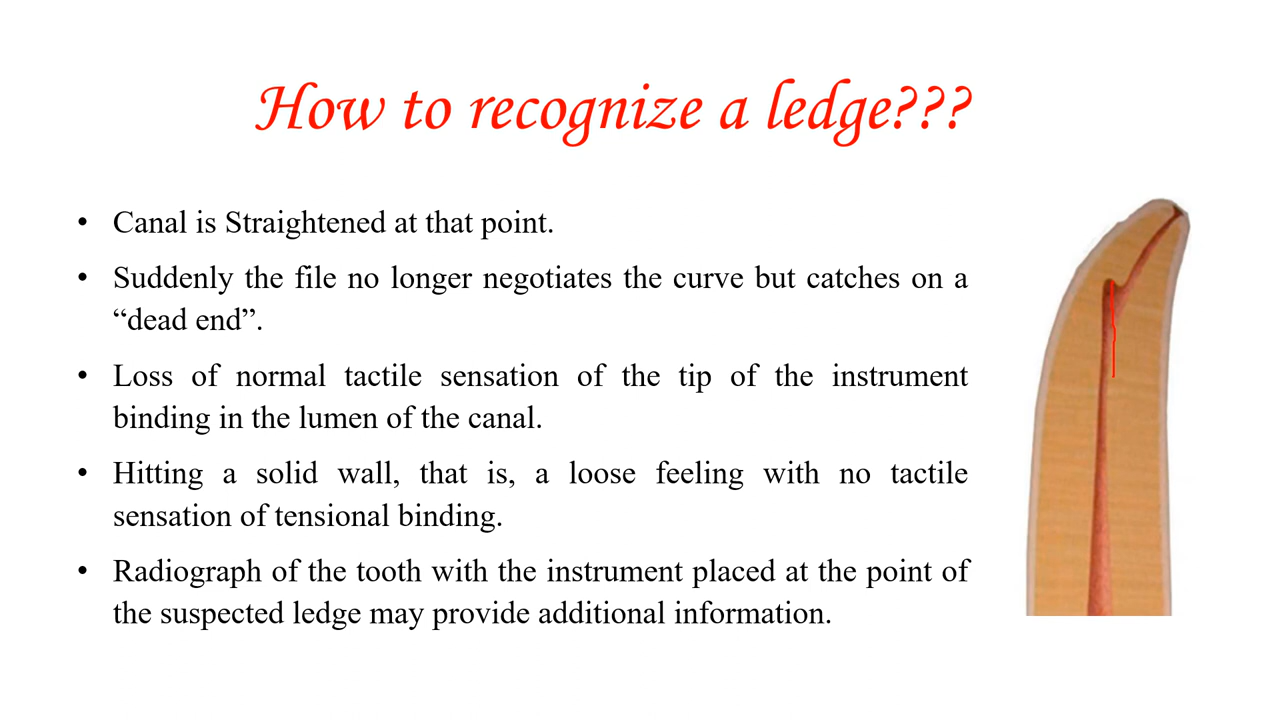 How to recognize a ledge???
• Canal is Straightened at that point.
• Suddenly the file no longer negotiates the curve but catches on a
“dead end”.
• Loss of normal tactile sensation of the tip of the instrument
binding in the lumen of the canal.
• Hitting a solid wall, that is, a loose feeling with no tactile
sensation of tensional binding.
• Radiograph of the tooth with the instrument placed at the point of
the suspected ledge may provide additional information.